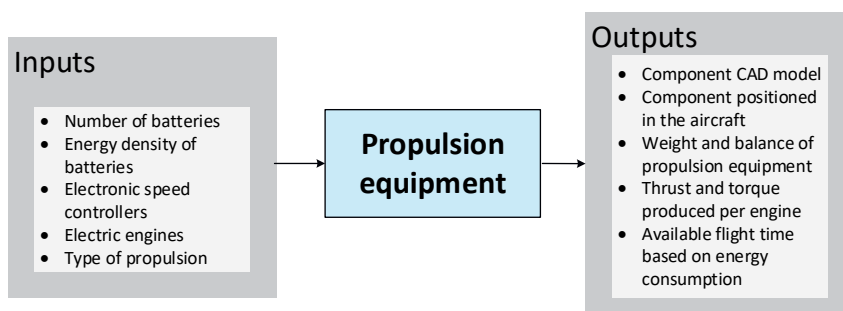 Inputs
• Number of batteries
• Energy density of
batteries
• Electronic speed
controllers
• Electric engines
• Type of propulsion
Propulsion
equipment
Outputs
• Component CAD model
• Component positioned
in the aircraft
• Weight and balance of
propulsion equipment
• Thrust and torque
produced per engine
• Available flight time
based on energy
consumption